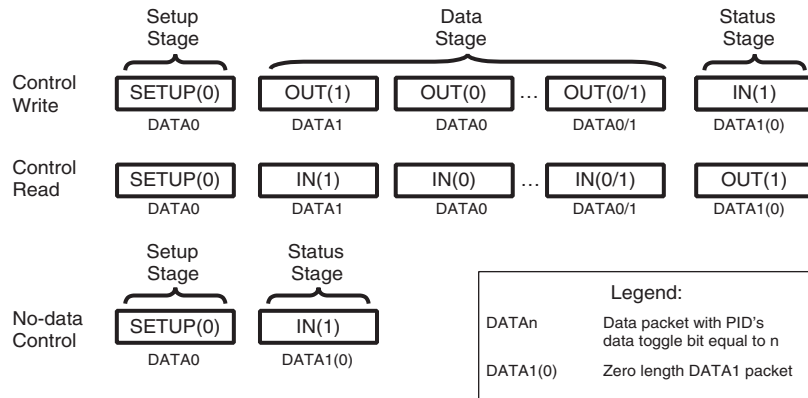 Setup Stage
Data Stage
Status Stage
Control Write
SETUP(0)
OUT(1)
OUT(0)
...
OUT(0/1)
IN(1)
DATA0
DATA1
DATA0
DATA0/1
DATA1(0)
Control Read
SETUP(0)
IN(1)
IN(0)
...
IN(0/1)
OUT(1)
DATA0
DATA1
DATA0
DATA0/1
DATA1(0)
Setup Stage
Status Stage
No-data Control
SETUP(0)
IN(1)
DATA0
DATA1(0)
Legend:
DATAn Data packet with PID's
data toggle bit equal to n
DATA1(0) Zero length DATA1 packet